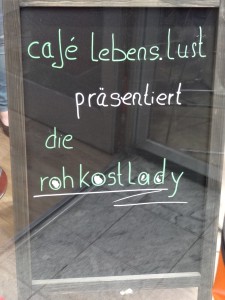 café lebens.lust
präsentiert
die
rohkostlady